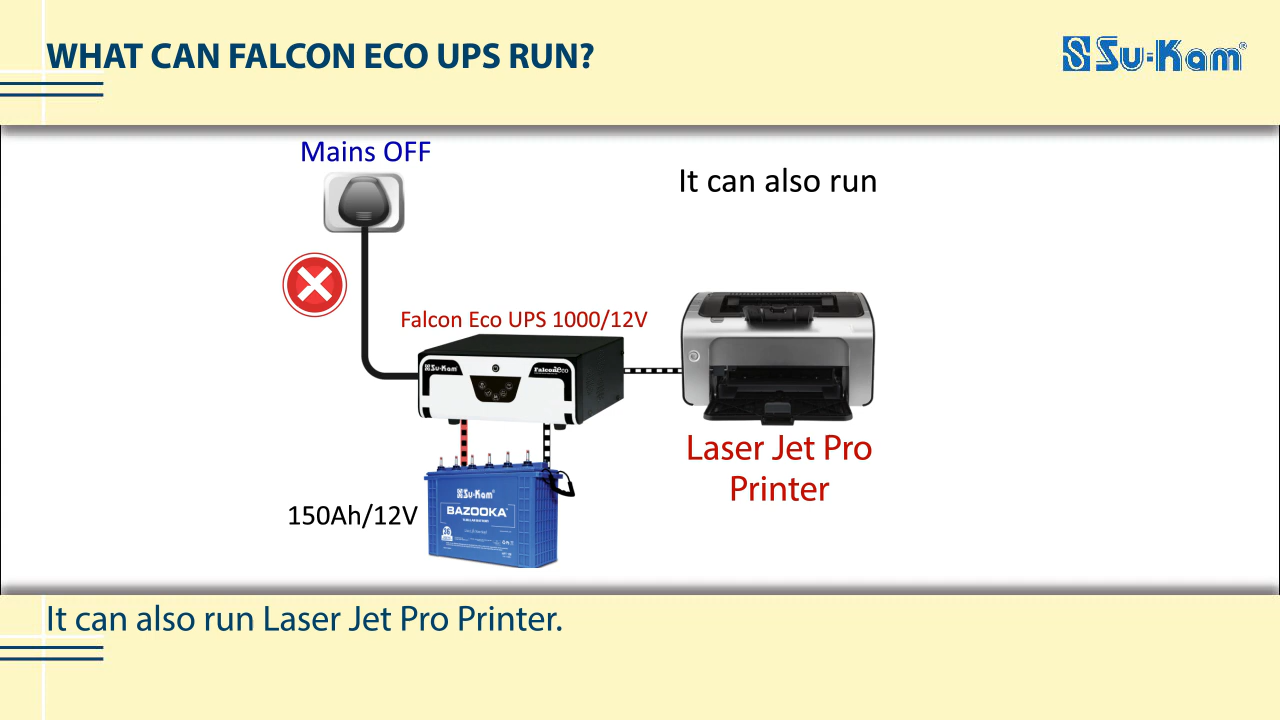 WHAT CAN FALCON ECO UPS RUN?
Su-Kam®
Mains OFF
It can also run
Falcon Eco UPS 1000/12V
Su-Kam
FalconEco
Laser Jet Pro
Printer
150Ah/12V
Su-Kam
BAZOOKA
It can also run Laser Jet Pro Printer.